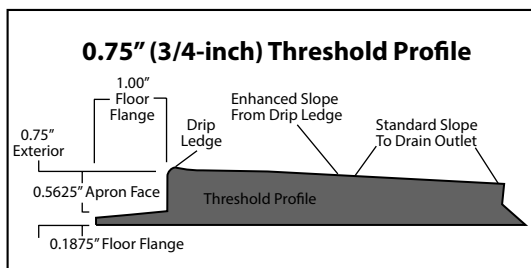 0.75” (3/4-inch) Threshold Profile
1.00”
Floor
Flange
Drip
Ledge
Enhanced Slope
From Drip Ledge
Standard Slope
To Drain Outlet
0.75”
Exterior
0.5625” Apron Face
Threshold Profile
0.1875” Floor Flange